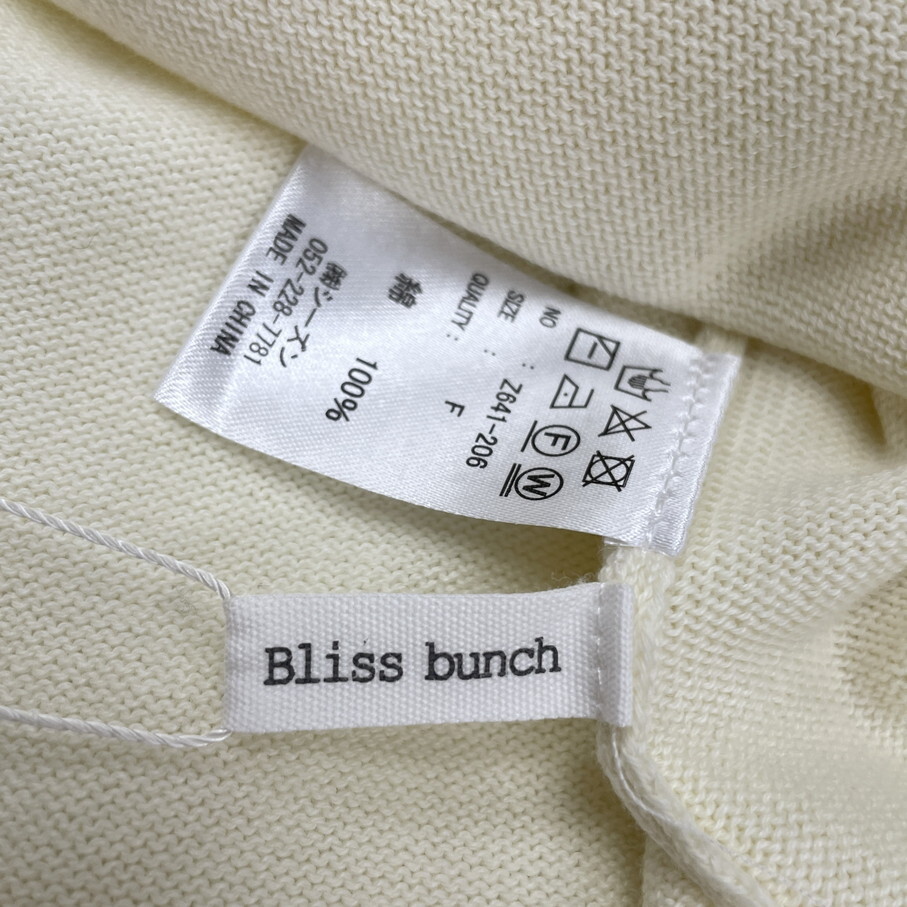 NO : Z641-206
SIZE : F
QUALITY :
綿 100%
㈱シーズン
052-228-7781
MADE IN CHINA
F
W
Bliss bunch